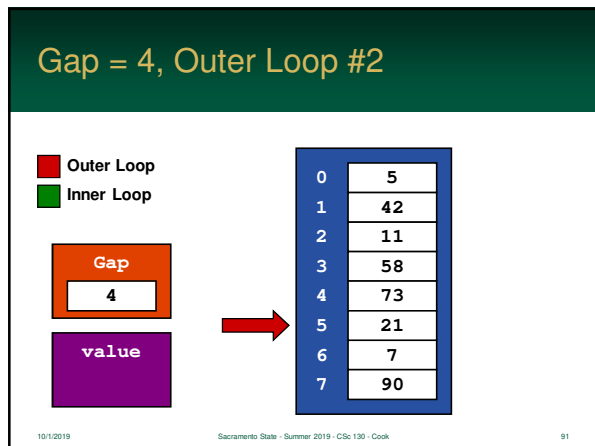 Gap = 4, Outer Loop #2
Outer Loop
Inner Loop
Gap
4
value
0 5
1 42
2 11
3 58
4 73
5 21
6 7
7 90
10/1/2019 Sacramento State - Summer 2019 - CSc 130 - Cook 91